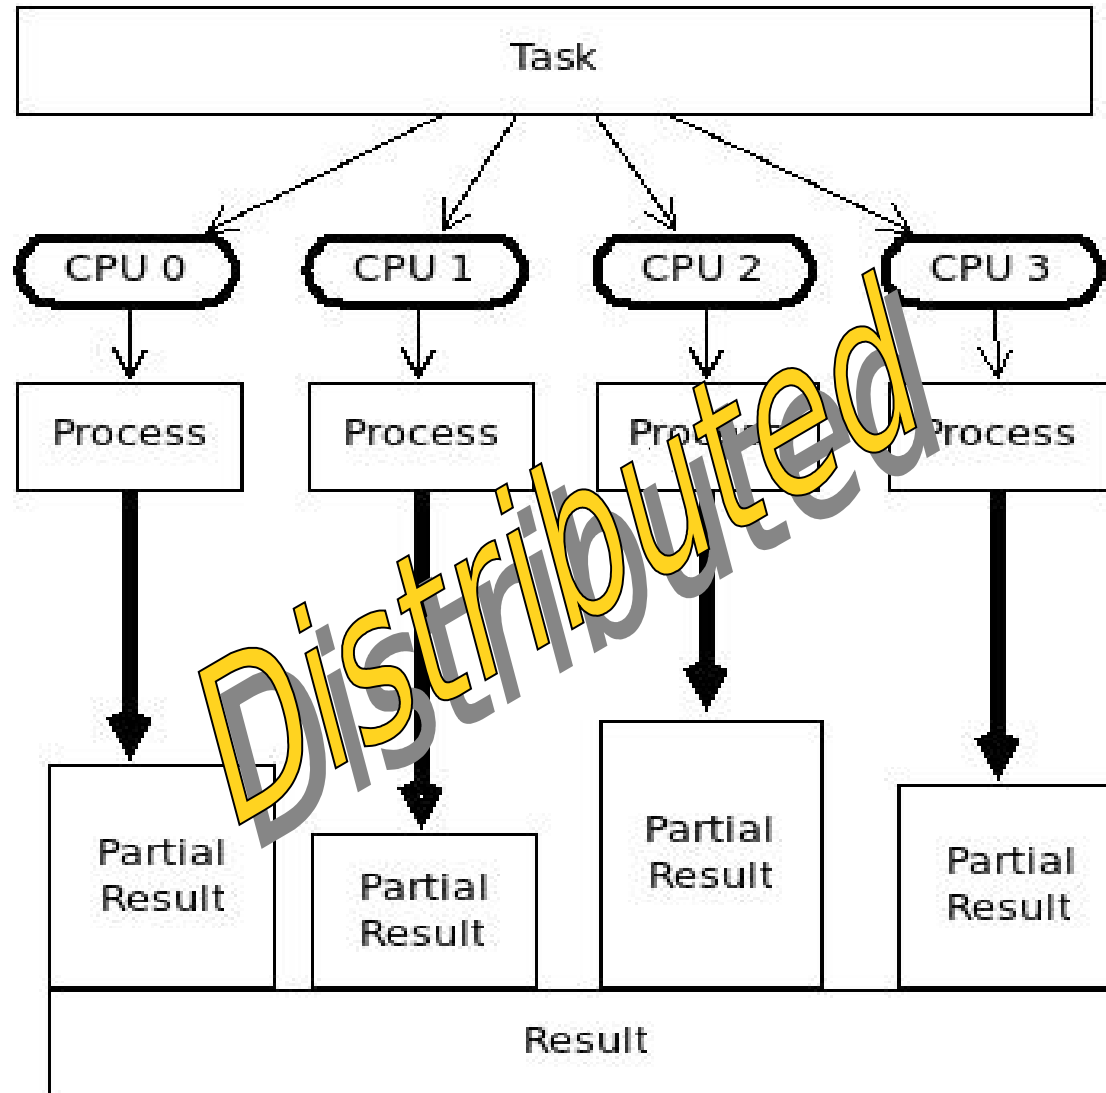 Task
CPU 0
CPU 1
CPU 2
CPU 3
Process
Process
Process
Process
Distributed
Partial
Result
Partial
Result
Partial
Result
Partial
Result
Result